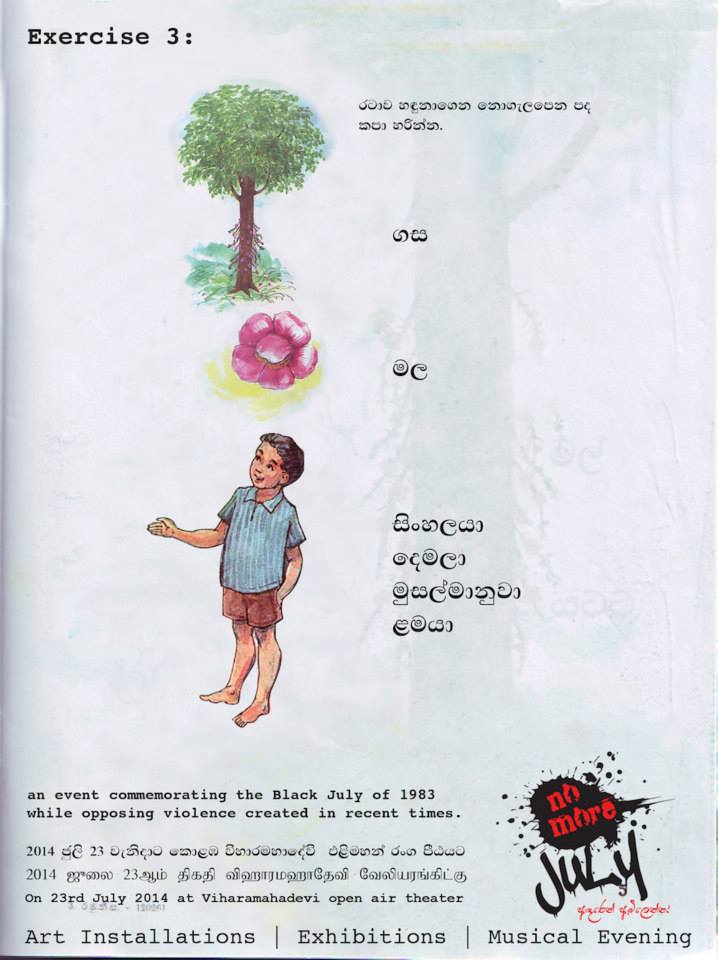 Exercise 3:
රටාව හඳුනාගෙන නොගැලපෙන පද
කපා හරින්න.
ගස
මල
සිංහලයා
දෙමලා
මුසල්මානුවා
ළමයා
an event commemorating the Black July of 1983
while opposing violence created in recent times.
2014 ජුලි 23 වැනිදාට කොළඹ විහාරමහාදේවී එළිමහන් රංග පීඨයට
2014 ஜுலை 23ஆம் திகதி விஹாரமஹாதேவி வேலியரங்கிட்கு
On 23rd July 2014 at Viharamahadevi open air theater
no
more
JULY
Art Installations | Exhibitions | Musical Evening